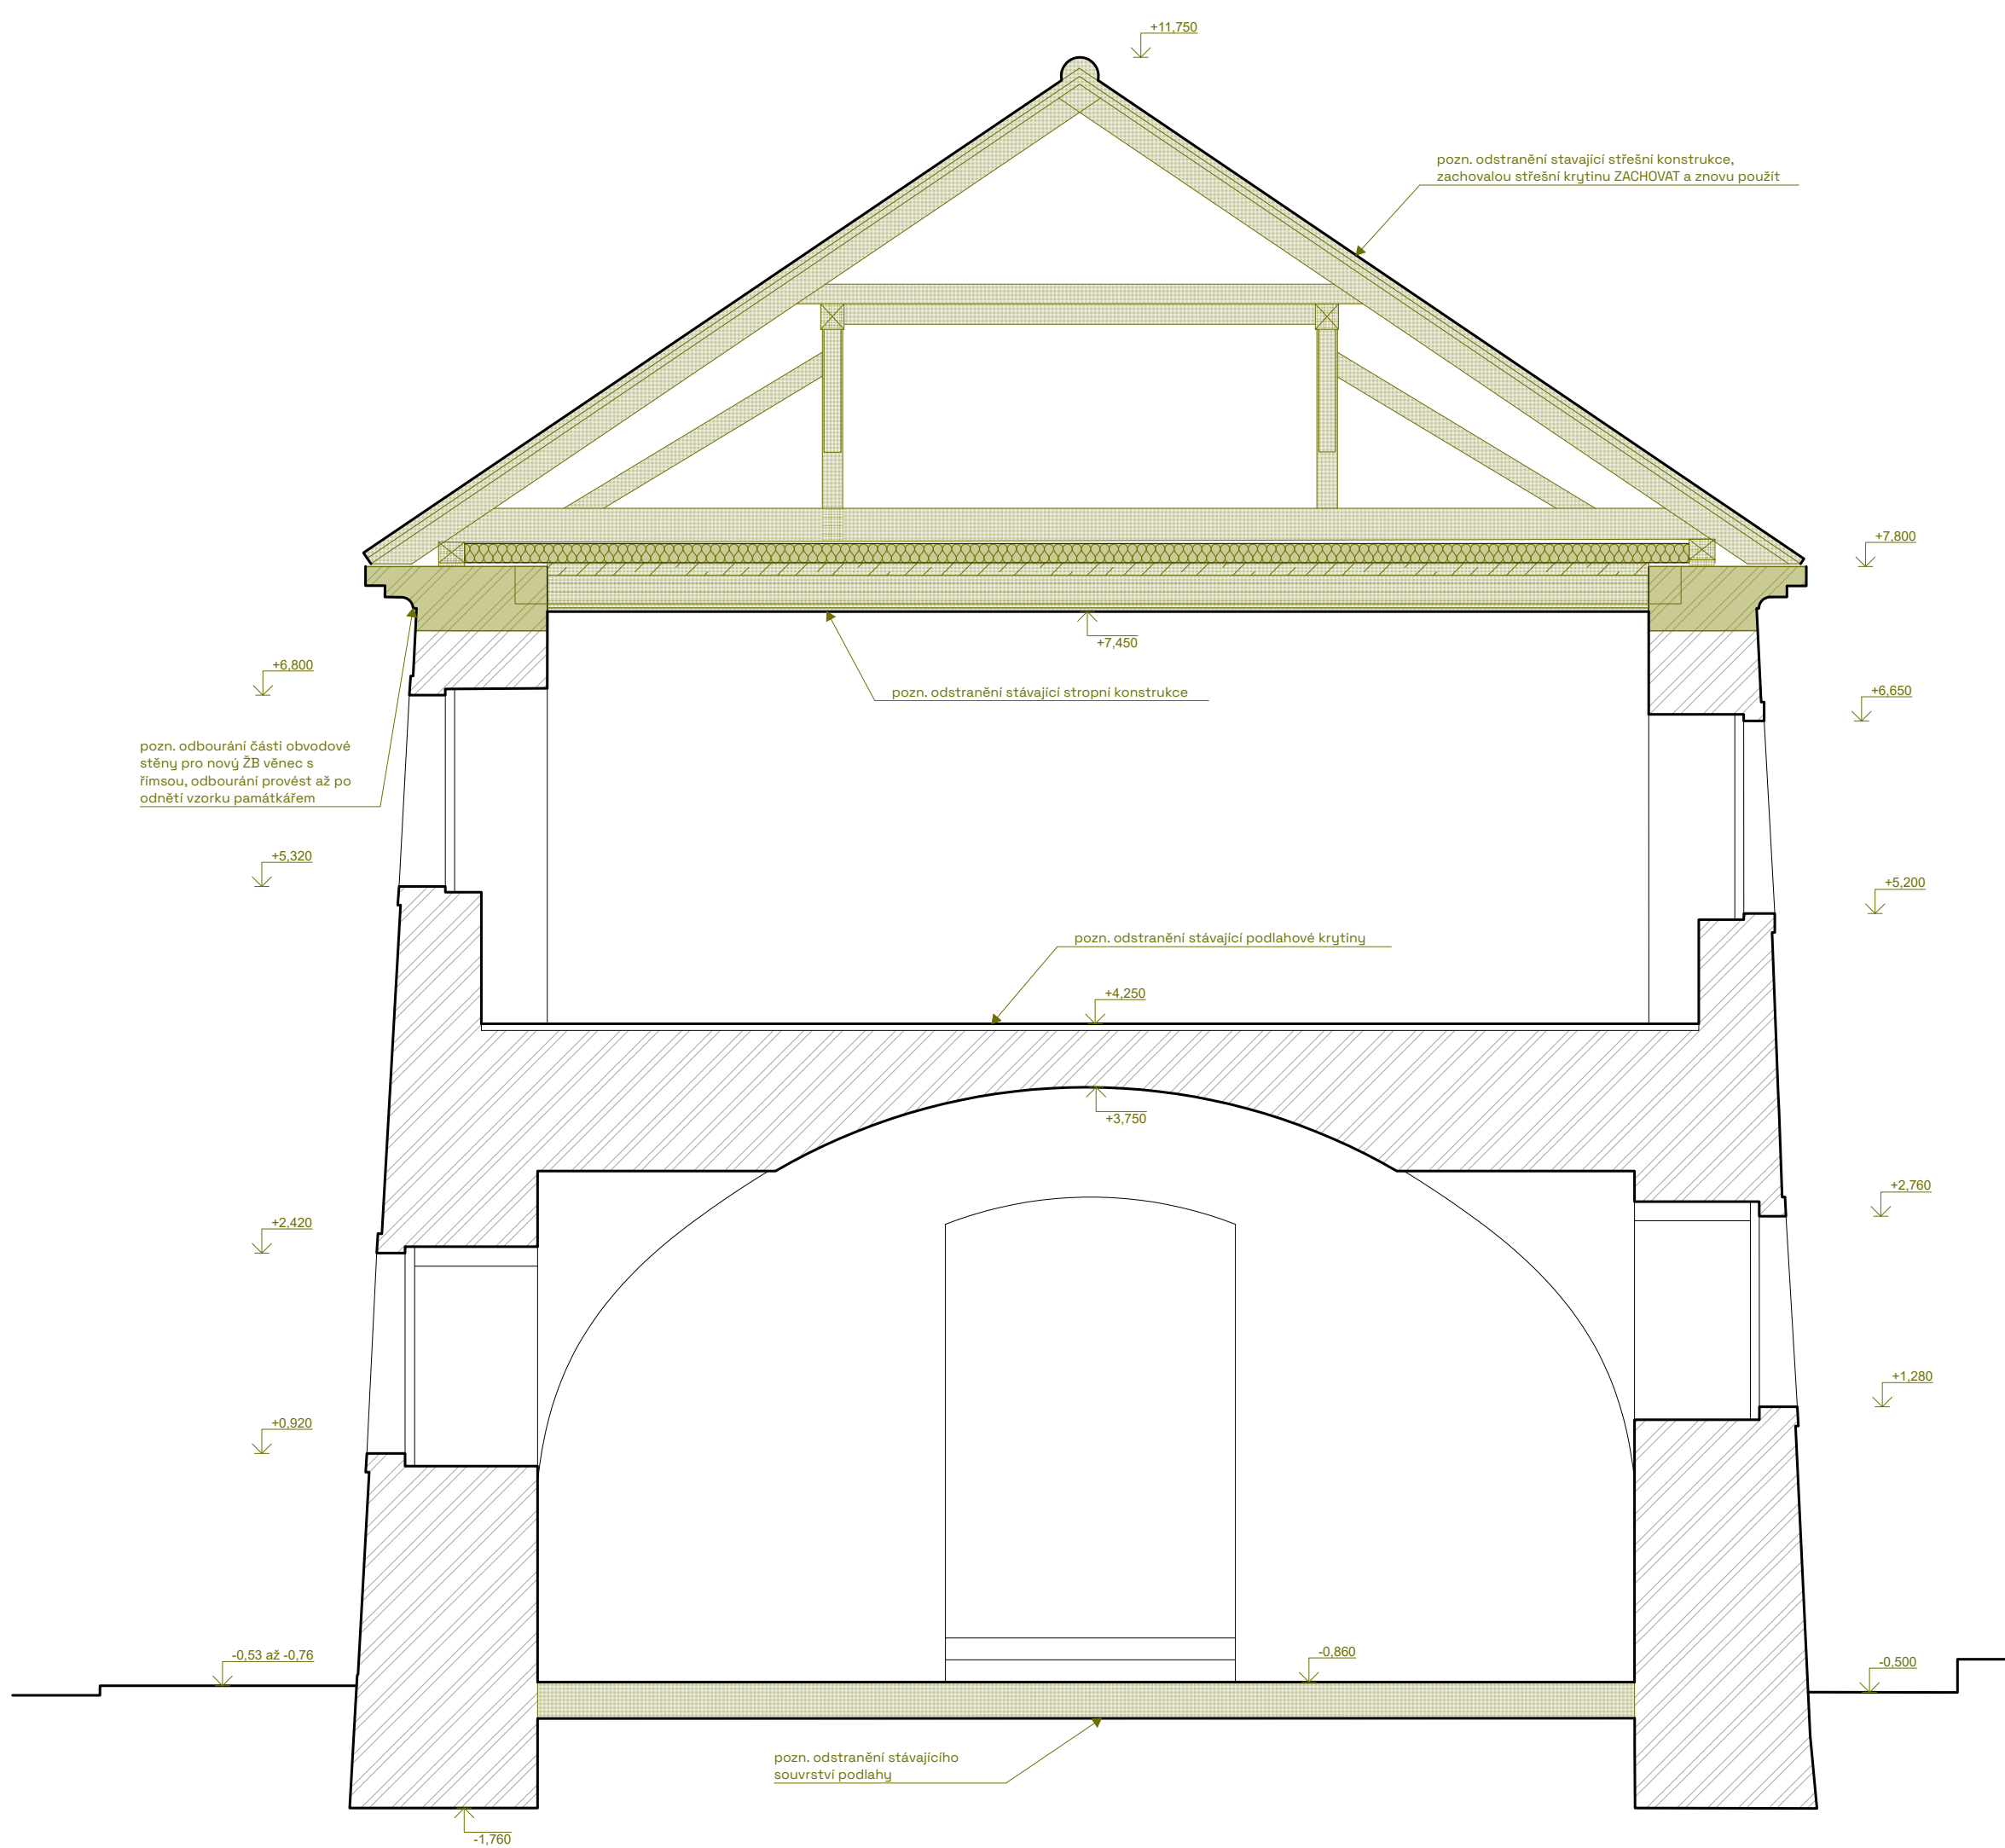 +11,750
pozn. odstranění stavající střešní konstrukce,
zachovalou střešní krytinu ZACHOVAT a znovu použít
+7,800
+7,450
+6,800
pozn. odstranění stávající stropní konstrukce
+6,650
pozn. odbourání části obvodové
stěny pro nový ŽB věnec s
římsou, odbourání provést až po
odnětí vzorku památkářem
+5,320
+5,200
pozn. odstranění stávající podlahové krytiny
+4,250
+3,750
+2,760
+2,420
+1,280
+0,920
-0,53 až -0,76
-0,860
-0,500
pozn. odstranění stávajícího
souvrství podlahy
-1,760